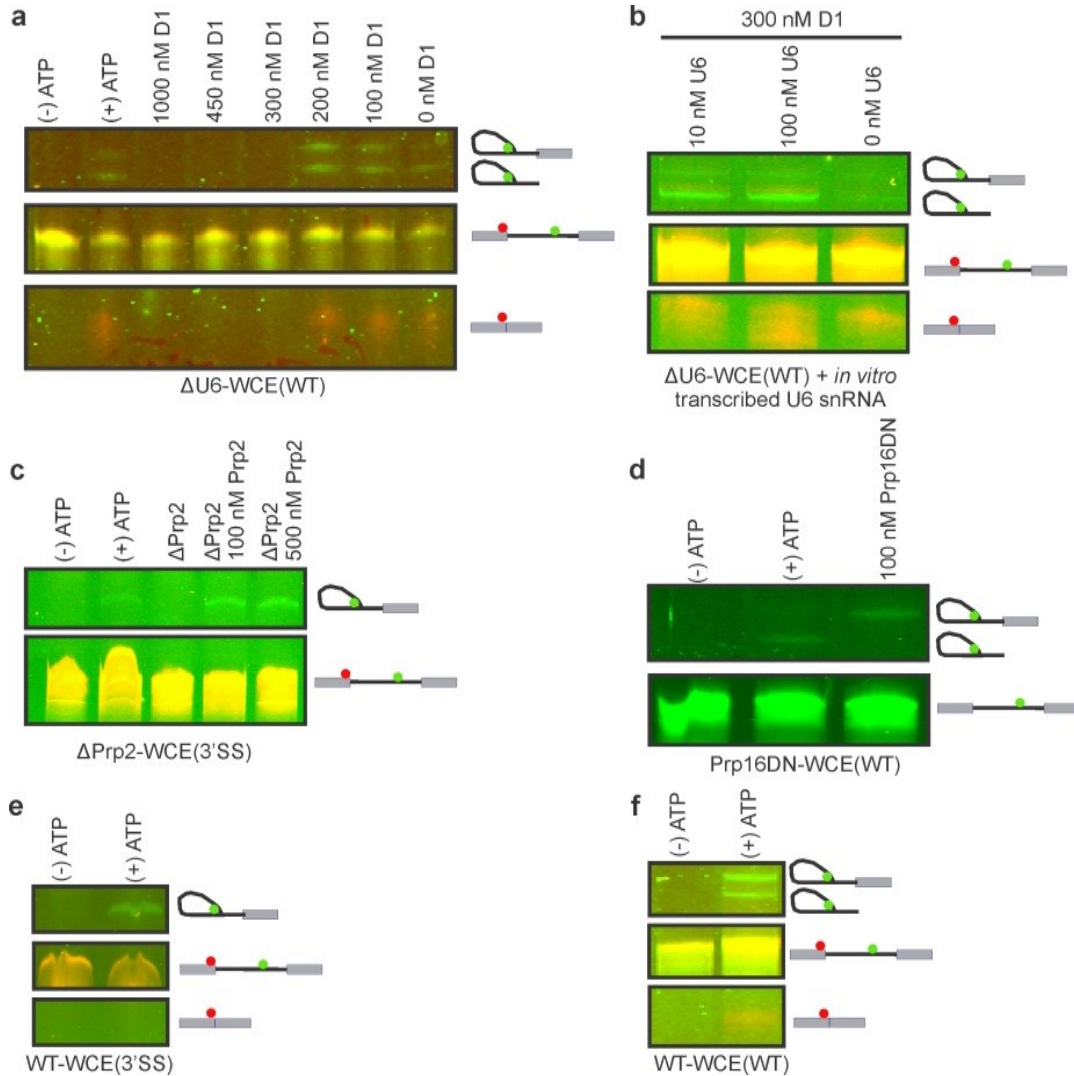 a
(-) ATP
(+) ATP
1000 nM D1
450 nM D1
300 nM D1
200 nM D1
100 nM D1
0 nM D1
ΔU6-WCE(WT)
b
300 nM D1
10 nM U6
100 nM U6
0 nM U6
ΔU6-WCE(WT) + in vitro
transcribed U6 snRNA
c
(-) ATP
(+) ATP
ΔPrp2
ΔPrp2
100 nM Prp2
ΔPrp2
500 nM Prp2
ΔPrp2-WCE(3'SS)
d
(-) ATP
(+) ATP
100 nM Prp16DN
Prp16DN-WCE(WT)
e
(-) ATP
(+) ATP
WT-WCE(3'SS)
f
(-) ATP
(+) ATP
WT-WCE(WT)